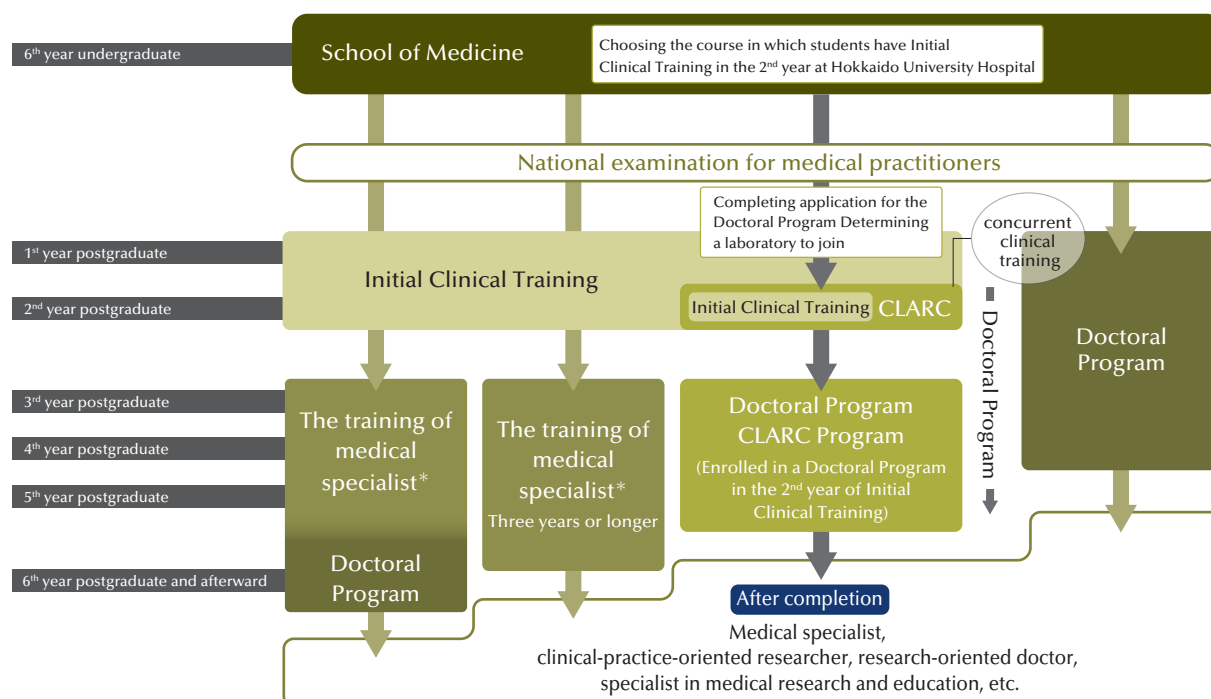 6th year undergraduate
School of Medicine
Choosing the course in which students have Initial
Clinical Training in the 2nd year at Hokkaido University Hospital
National examination for medical practitioners
Completing application for the
Doctoral Program Determining
a laboratory to join
concurrent
clinical
training
1st year postgraduate
Initial Clinical Training
2nd year postgraduate
Initial Clinical Training
CLARC
Doctoral Program
Doctoral
Program
3rd year postgraduate
4th year postgraduate
5th year postgraduate
6th year postgraduate and afterward
The training of
medical
specialist*
Doctoral
Program
The training of
medical
specialist*
Three years or longer
Doctoral Program
CLARC Program
(Enrolled in a Doctoral Program
in the 2nd year of Initial
Clinical Training)
After completion
Medical specialist,
clinical-practice-oriented researcher, research-oriented doctor,
specialist in medical research and education, etc.